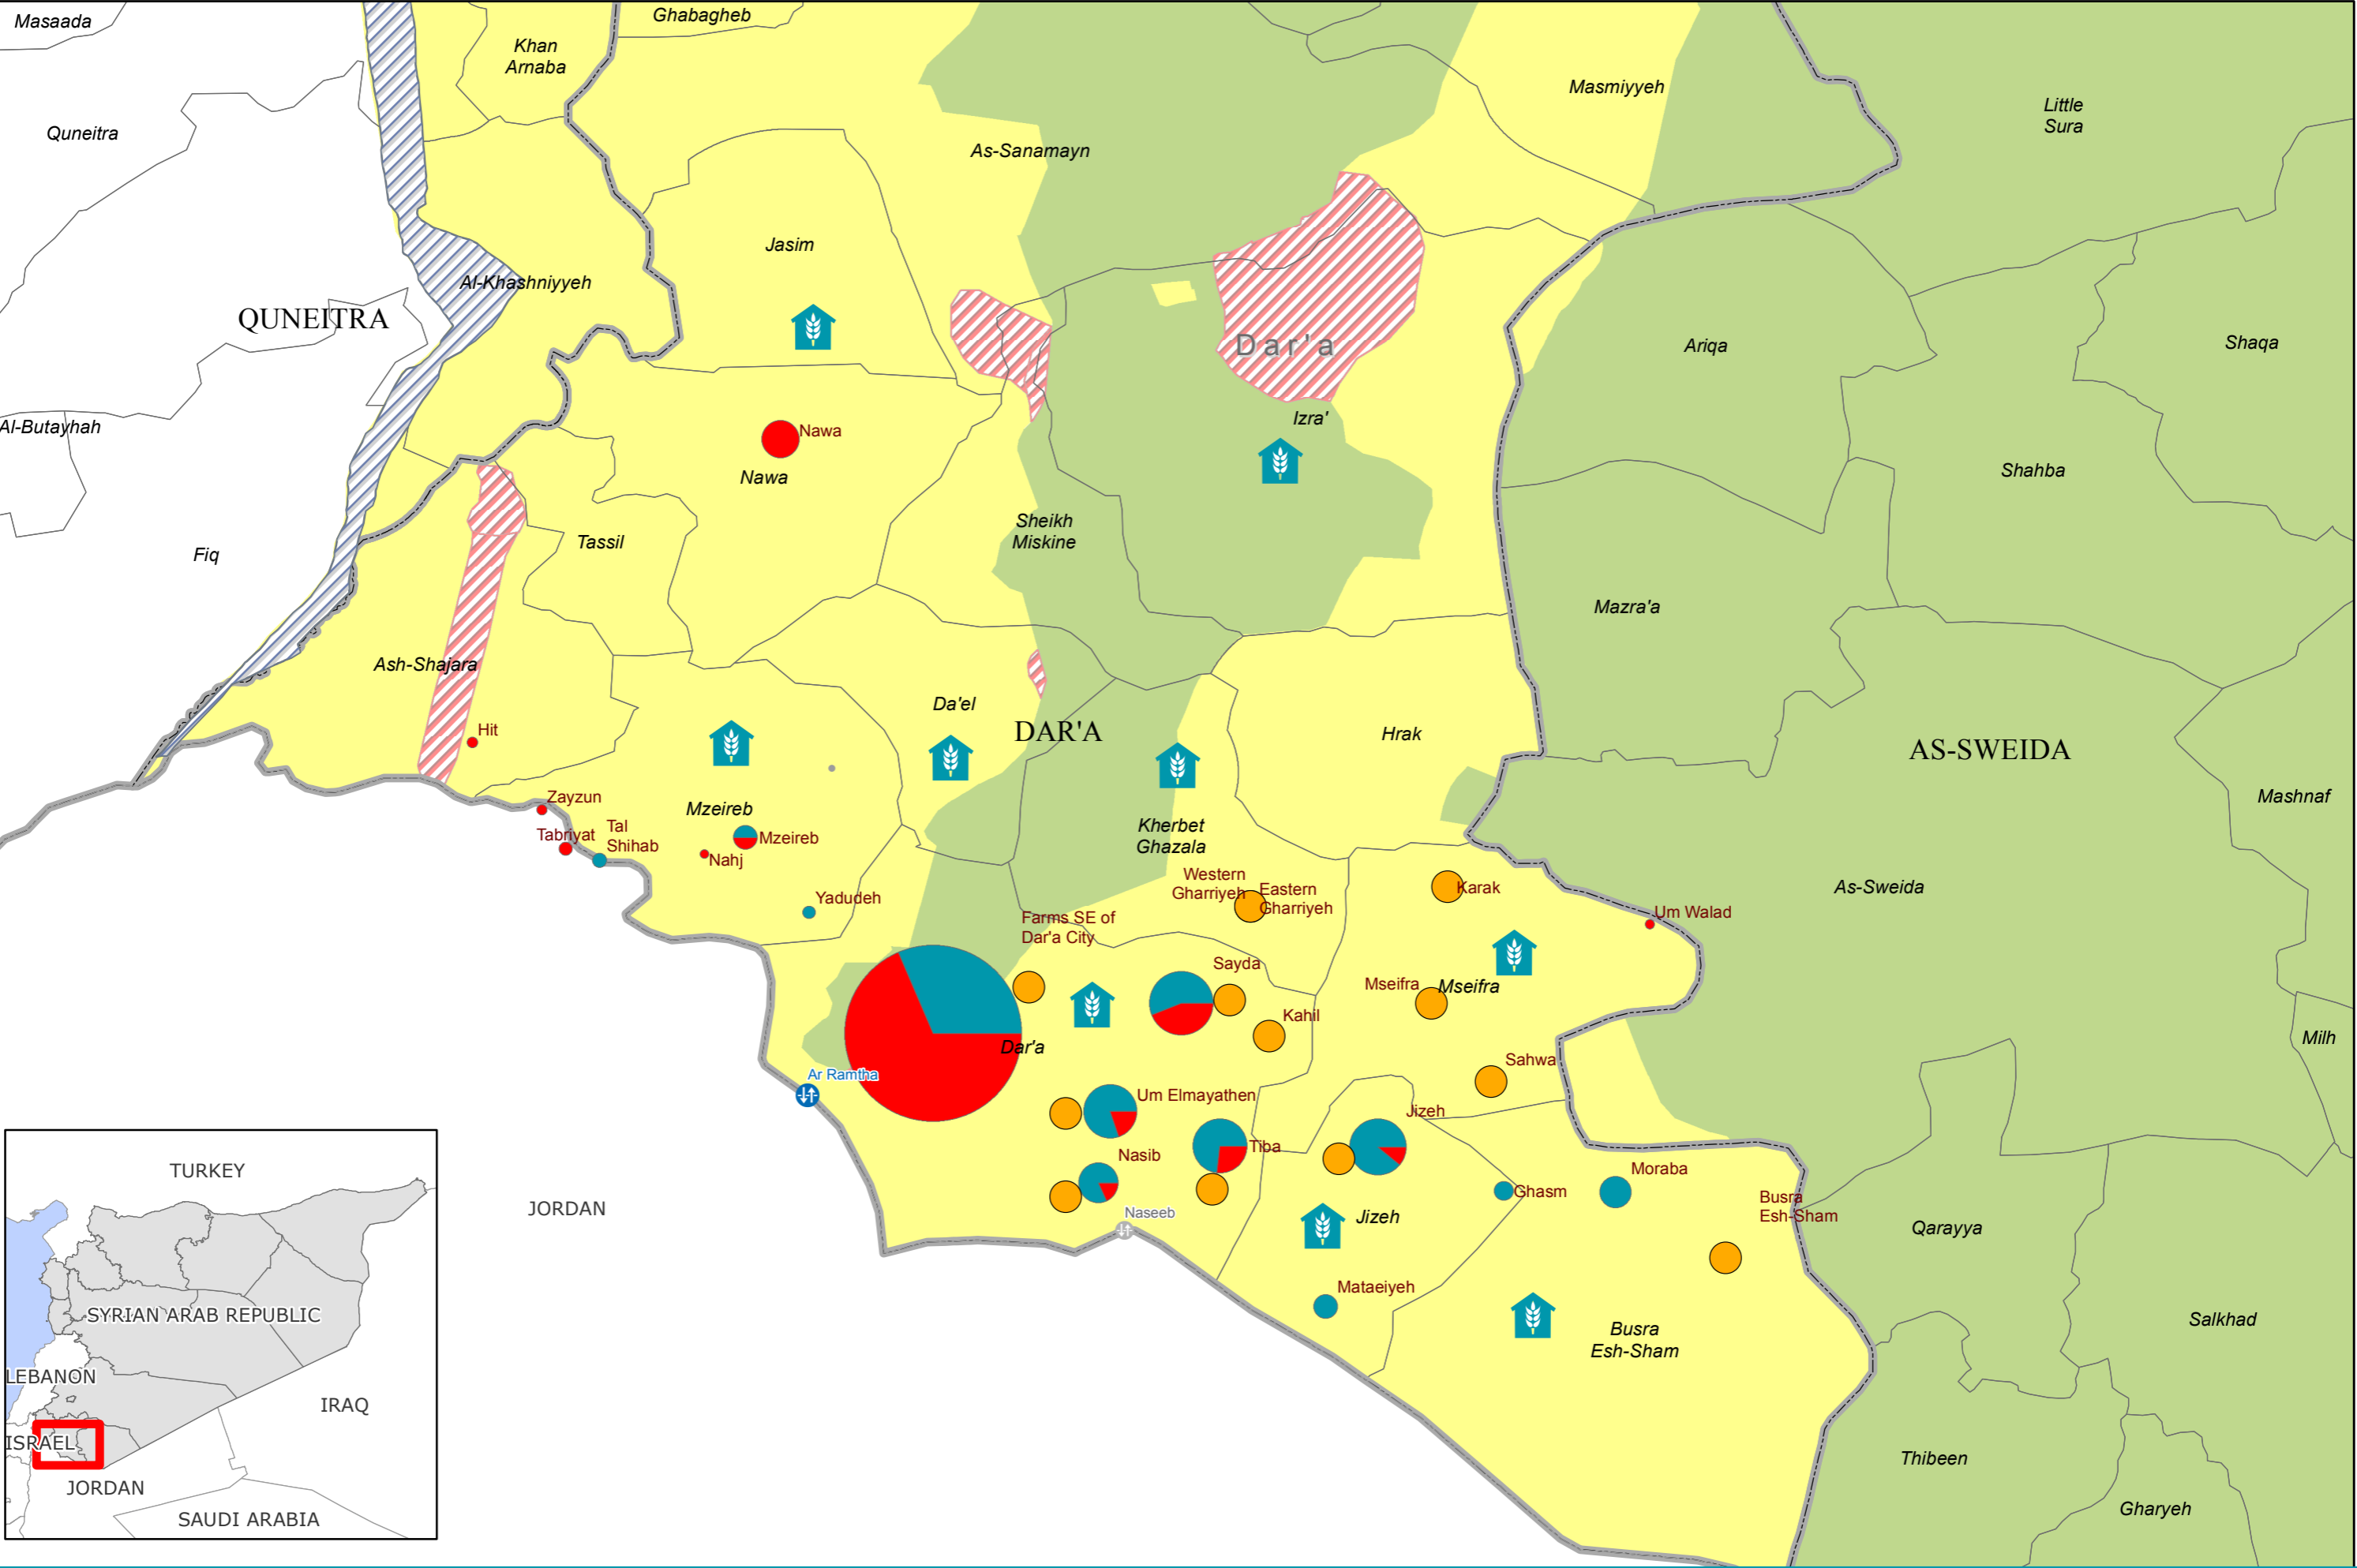 Masaada
Ghabagheb
Khan
Arnaba
Masmiyyeh
Little
Sura
Quneitra
As-Sanamayn
Jasim
Al-Khashniyyeh
QUNEITRA
Dar'a
Ariqa
Shaqa
Al-Butayhah
Izra'
Nawa
Nawa
Shahba
Sheikh
Miskine
Tassil
Fiq
Mazra'a
Ash-Shajara
Da'el
DAR'A
Hrak
Hit
AS-SWEIDA
Mashnaf
Zayzun
Mzeireb
Tabriyat
Tal
Shihab
Mzeireb
Nahj
Kherbet
Ghazala
Western
Gharriyeh
Eastern
Gharriyeh
Karak
As-Sweida
Yadudeh
Farms SE of
Dar'a City
Um Walad
Sayda
Mseifra
Mseifra
Kahil
Milh
Dar'a
Sahwa
Ar Ramtha
Um Elmayathen
Jizeh
Nasib
Tiba
Moraba
Ghasm
Busra
Esh-Sham
JORDAN
Naseeb
Jizeh
Qarayya
Mataeiyeh
Busra
Esh-Sham
Salkhad
Thibeen
Gharyeh
TURKEY
SYRIAN ARAB REPUBLIC
LEBANON
IRAQ
ISRAEL
JORDAN
SAUDI ARABIA